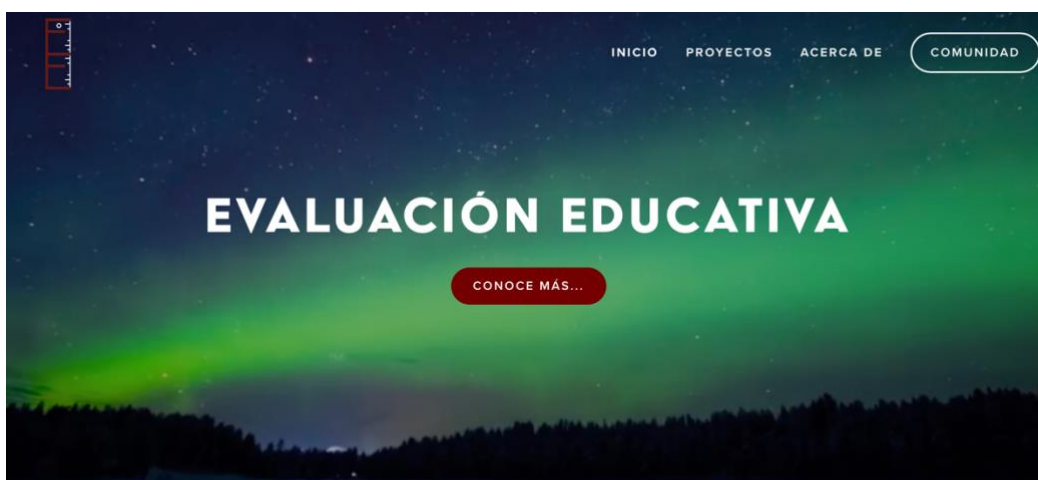 INICIO PROYECTOS ACERCA DE COMUNIDAD
EVALUACIÓN EDUCATIVA
CONOCE MÁS...